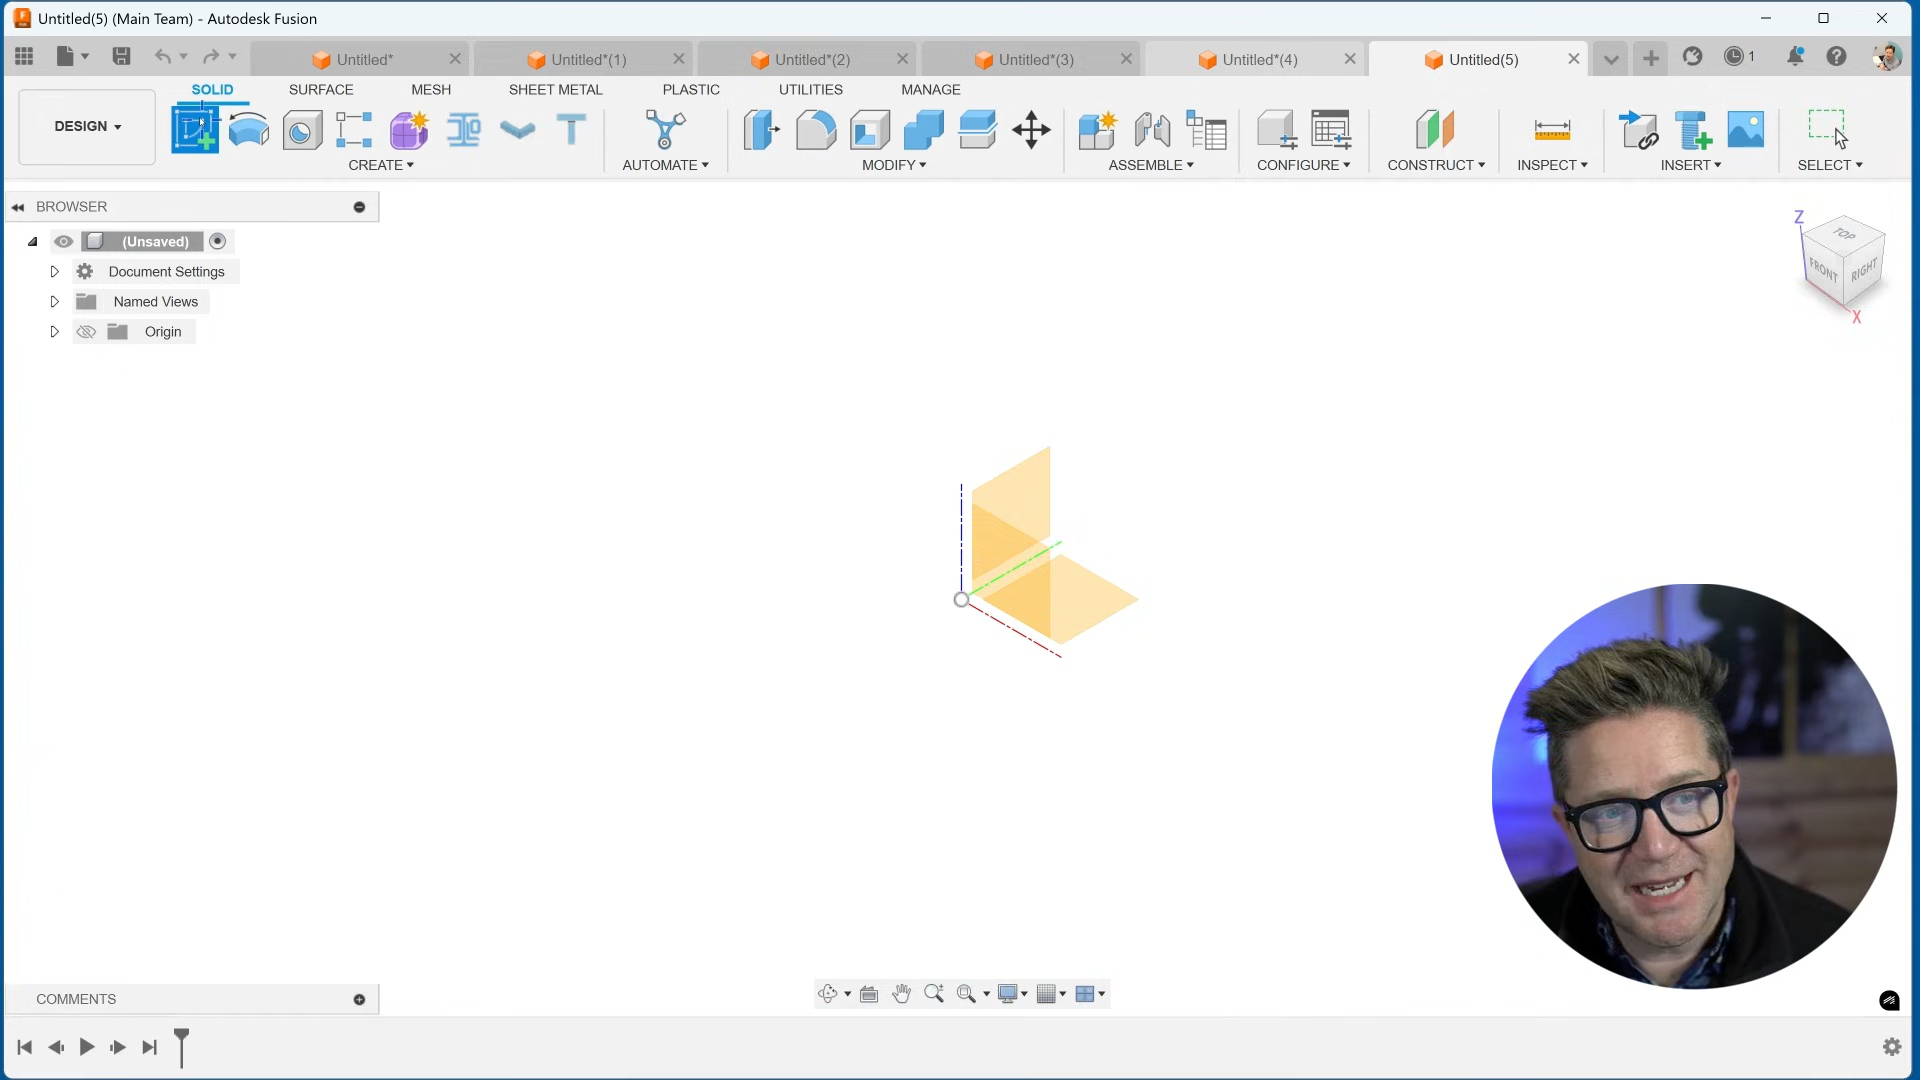 Untitled(5) (Main Team) - Autodesk Fusion
Untitled*
Untitled*(1)
Untitled*(2)
Untitled*(3)
Untitled*(4)
Untitled(5)
1
DESIGN
SOLID
SURFACE
MESH
SHEET METAL
PLASTIC
UTILITIES
MANAGE
CREATE
AUTOMATE
MODIFY
ASSEMBLE
CONFIGURE
CONSTRUCT
INSPECT
INSERT
SELECT
BROWSER
(Unsaved)
Document Settings
Named Views
Origin
Z
TOP
FRONT
RIGHT
X
COMMENTS